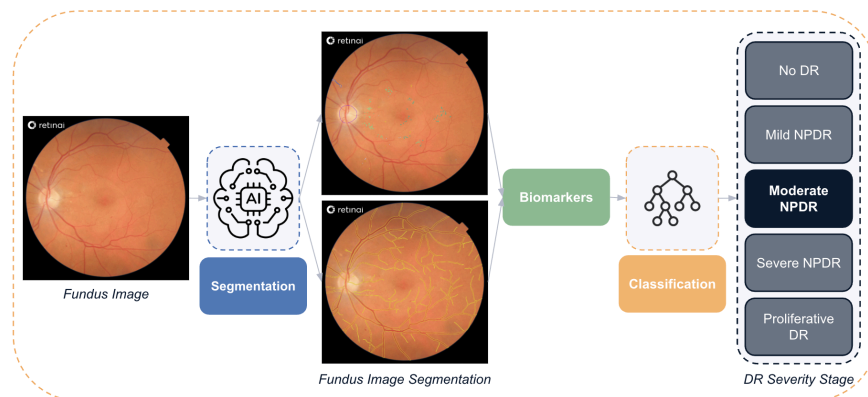 retinai
Fundus Image
AI
Segmentation
retinai
retinai
Fundus Image Segmentation
Biomarkers
Classification
No DR
Mild NPDR
Moderate
NPDR
Severe NPDR
Proliferative
DR
DR Severity Stage